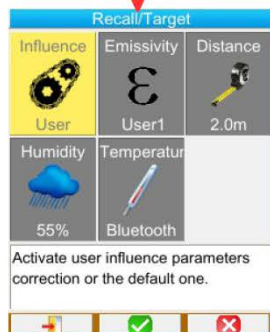 Recall/Target
Influence Emissivity Distance
ε
User User1 2.0m
Humidity Temperatur
55% Bluetooth
Activate user influence parameters
correction or the default one.